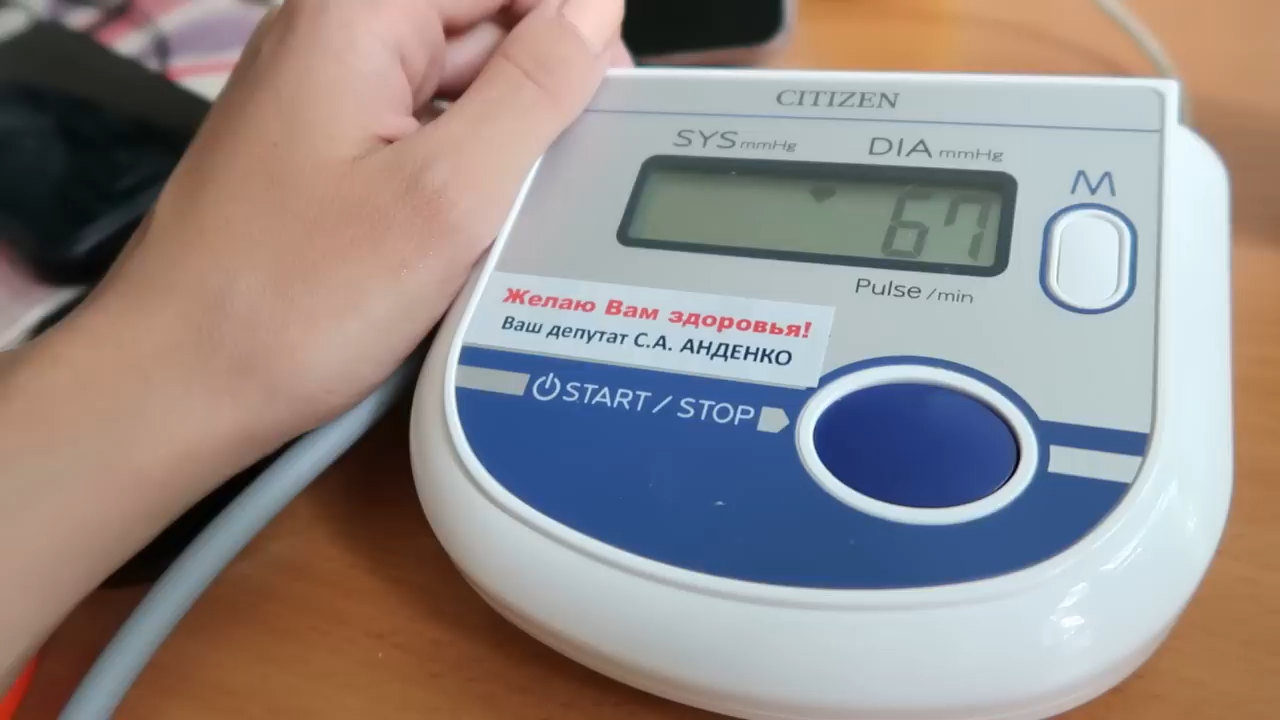 CITIZEN
SYS mmHg DIA mmHg
M
67
Pulse /min
Желаю Вам здоровья!
Ваш депутат С.А. АНДЕНКО
START / STOP